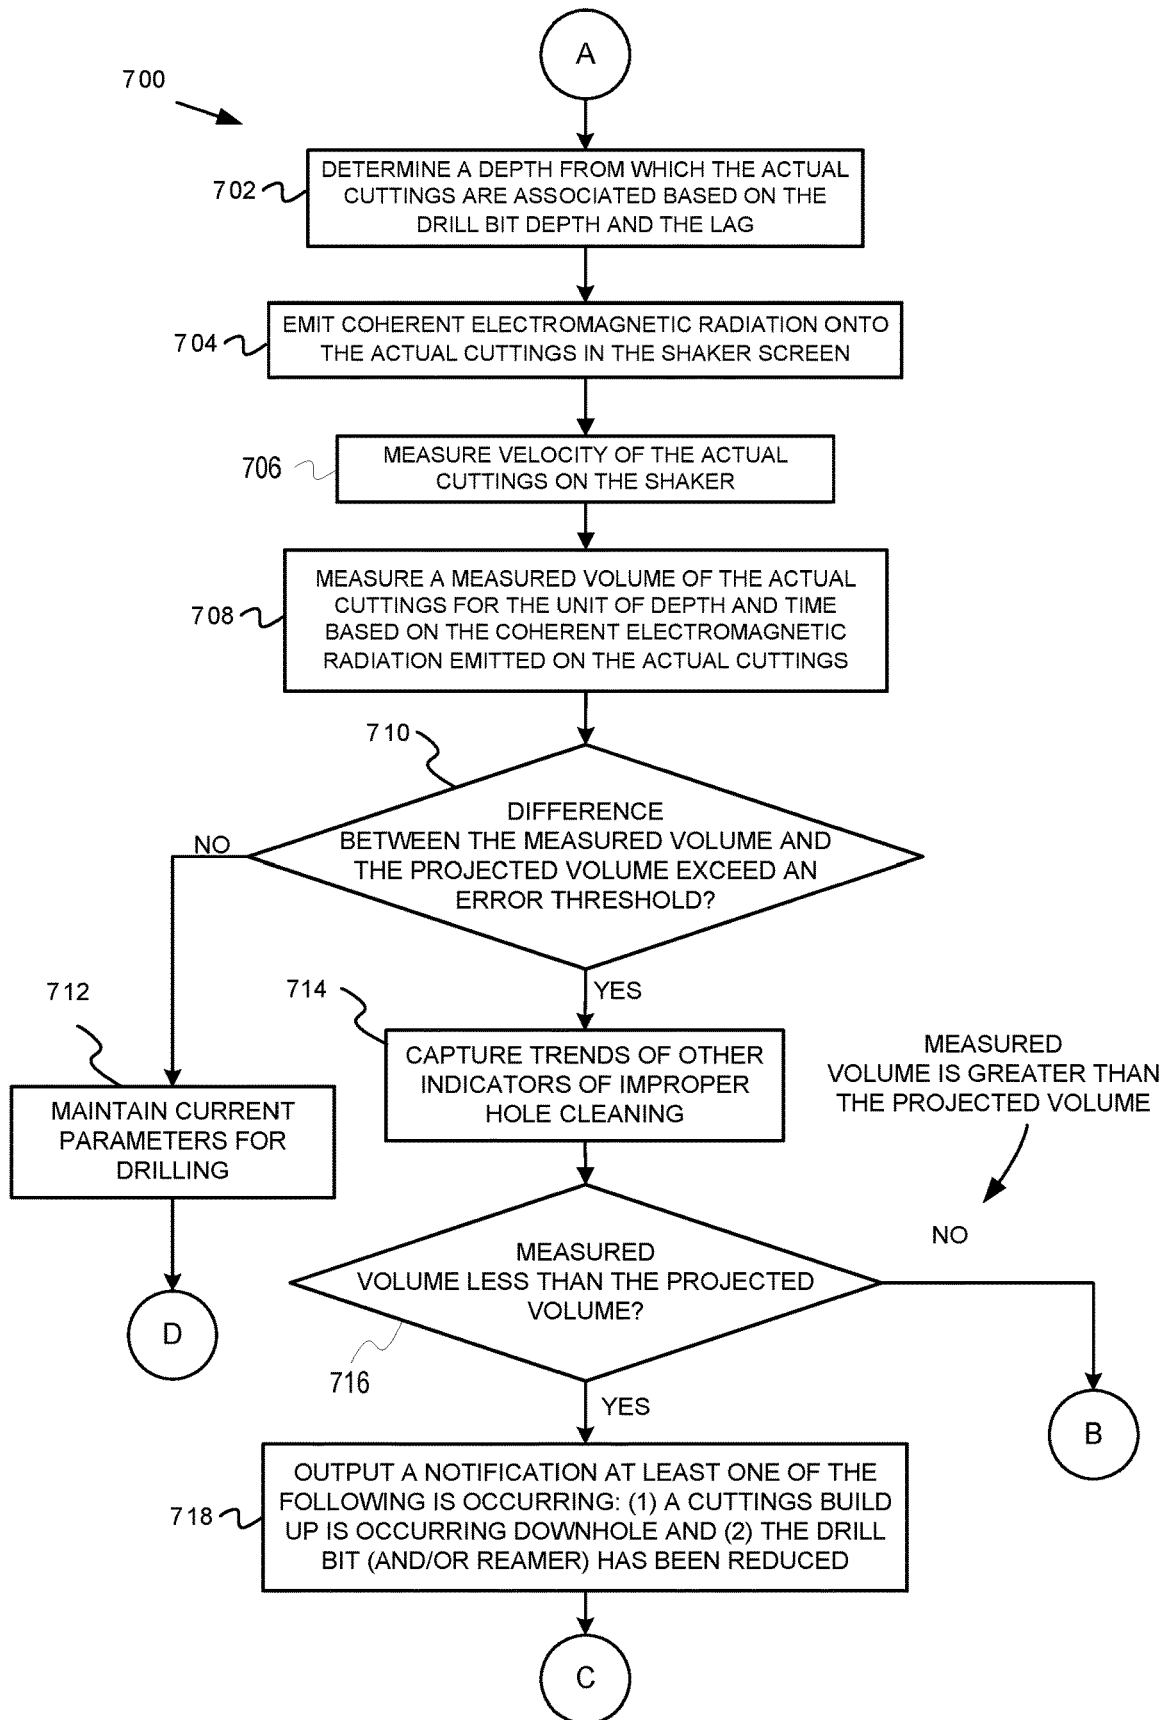 A
700
702
DETERMINE A DEPTH FROM WHICH THE ACTUAL
CUTTINGS ARE ASSOCIATED BASED ON THE
DRILL BIT DEPTH AND THE LAG
704
EMIT COHERENT ELECTROMAGNETIC RADIATION ONTO
THE ACTUAL CUTTINGS IN THE SHAKER SCREEN
706
MEASURE VELOCITY OF THE ACTUAL
CUTTINGS ON THE SHAKER
708
MEASURE A MEASURED VOLUME OF THE ACTUAL
CUTTINGS FOR THE UNIT OF DEPTH AND TIME
BASED ON THE COHERENT ELECTROMAGNETIC
RADIATION EMITTED ON THE ACTUAL CUTTINGS
710
DIFFERENCE
BETWEEN THE MEASURED VOLUME AND
THE PROJECTED VOLUME EXCEED AN
ERROR THRESHOLD?
NO
YES
712
MAINTAIN CURRENT
PARAMETERS FOR
DRILLING
D
714
CAPTURE TRENDS OF OTHER
INDICATORS OF IMPROPER
HOLE CLEANING
MEASURED
VOLUME IS GREATER THAN
THE PROJECTED VOLUME
NO
MEASURED
VOLUME LESS THAN THE PROJECTED
VOLUME?
716
YES
B
718
OUTPUT A NOTIFICATION AT LEAST ONE OF THE
FOLLOWING IS OCCURRING: (1) A CUTTINGS BUILD
UP IS OCCURRING DOWNHOLE AND (2) THE DRILL
BIT (AND/OR REAMER) HAS BEEN REDUCED
C